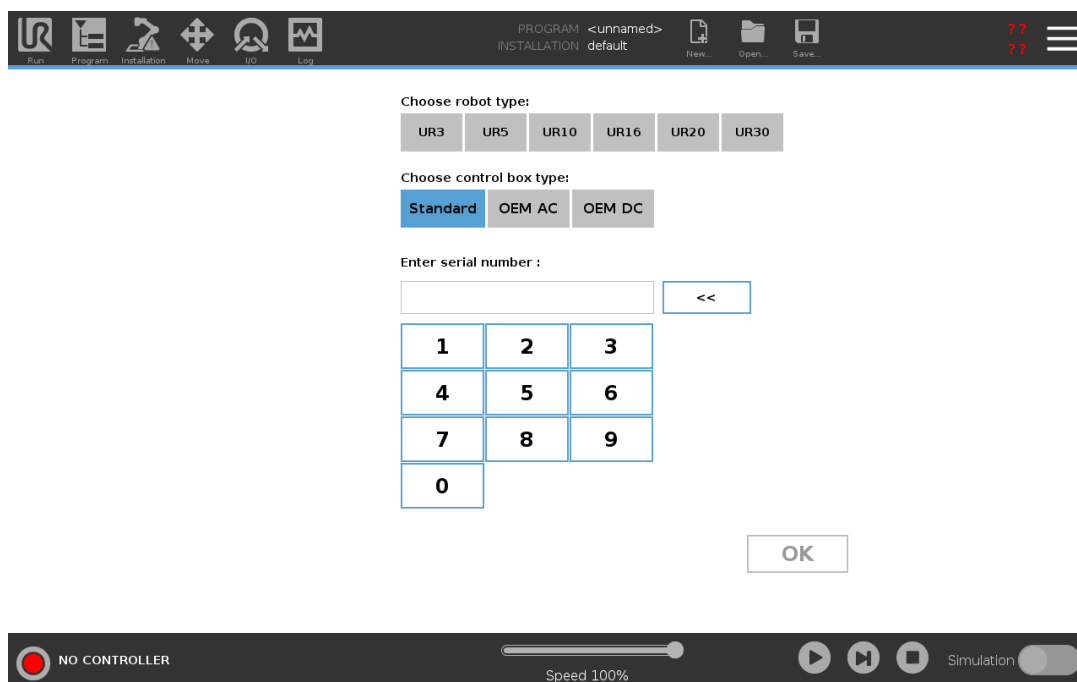 PROGRAM <unnamed>
INSTALLATION default
? ?
? ?
Run Program Installation Move I/O Log New... Open... Save...
Choose robot type:
UR3 UR5 UR10 UR16 UR20 UR30
Choose control box type:
Standard OEM AC OEM DC
Enter serial number :
<<
1 2 3
4 5 6
7 8 9
0
OK
NO CONTROLLER
Speed 100%
Simulation